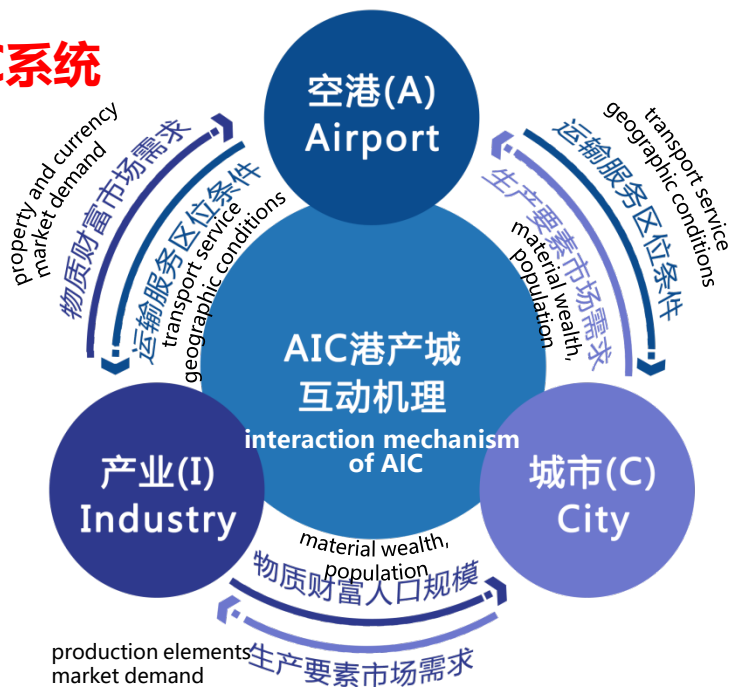 C系统
空港(A)
Airport
property and currency
market demand
物质财富市场需求
运输服务区位条件
transport service
geographic conditions
transport service
geographic conditions
运输服务区位条件
生产要素市场需求
material wealth,
population
AIC港产城
互动机理
interaction mechanism
of AIC
产业(I)
Industry
城市(C)
City
material wealth,
population
物质财富人口规模
production elements
market demand
生产要素市场需求